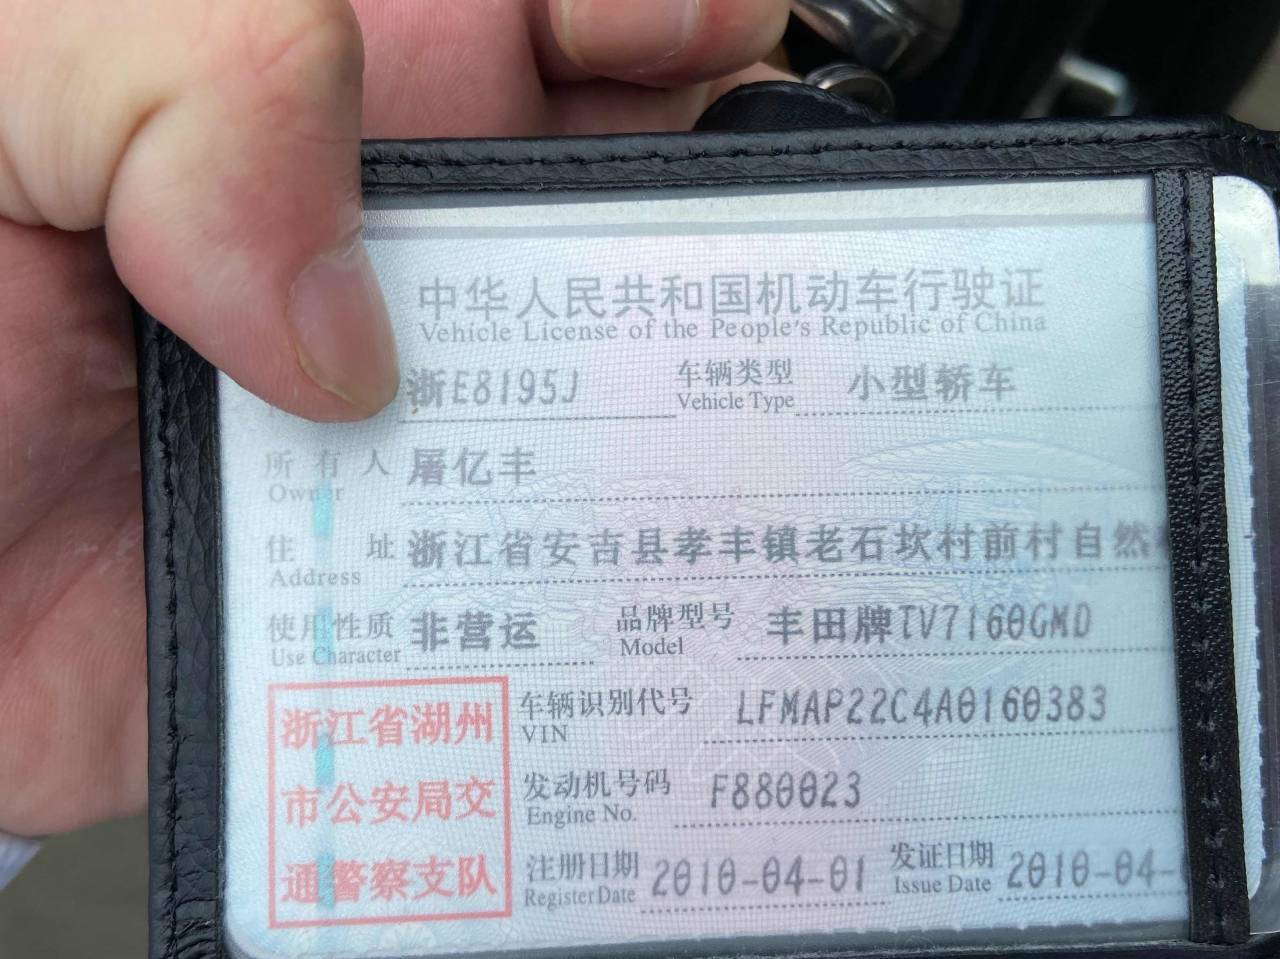 中华人民共和国机动车行驶证
Vehicle License of the People's Republic of China
浙E8195J 车辆类型 小型轿车
Vehicle Type
所有人 屠亿丰
Owner
住址 浙江省安吉县孝丰镇老石坎村前村自然
Address
使用性质 非营运 品牌型号 丰田牌TV7160GMD
Use Character Model
浙江省湖州
市公安局交
通警察支队
车辆识别代号 LFMAP22C4A0160383
VIN
发动机号码 F880023
Engine No.
注册日期 2010-04-01 发证日期 2010-04-
Register Date Issue Date